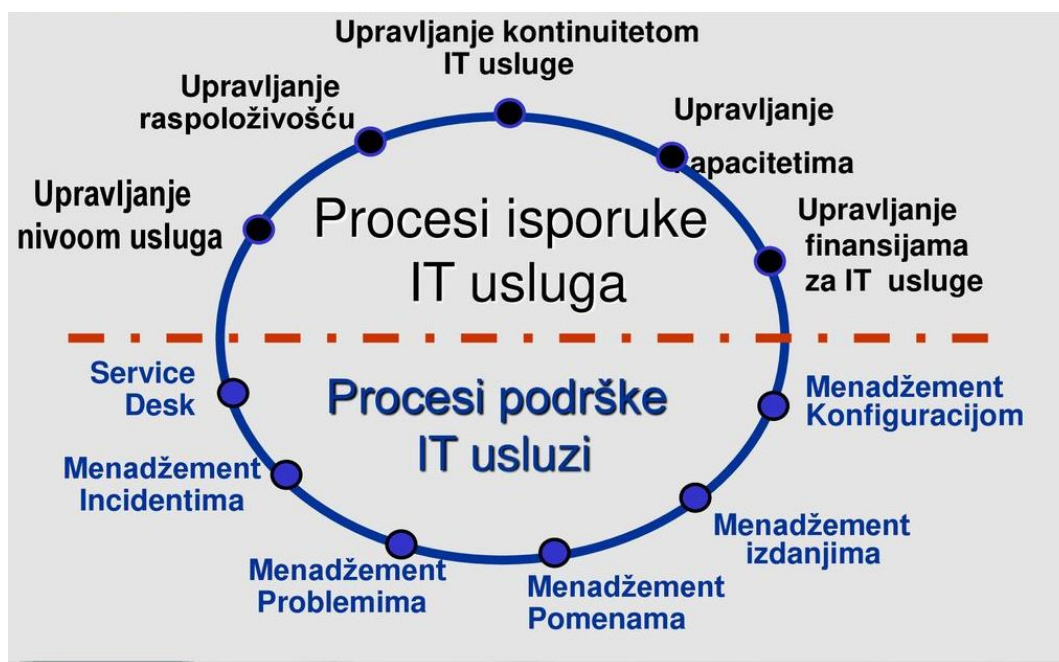 Upravljanje kontinuitetom
IT usluge
Upravljanje
raspoloživošću
Upravljanje
kapacitetima
Upravljanje
nivoom usluga
Procesi isporuke
IT usluga
Upravljanje
finansijama
za IT usluge
Service
Desk
Procesi podrške
IT usluzi
Menadžement
Konfiguracijom
Menadžement
Incidentima
Menadžement
izdanjima
Menadžement
Problemima
Menadžement
Pomenama